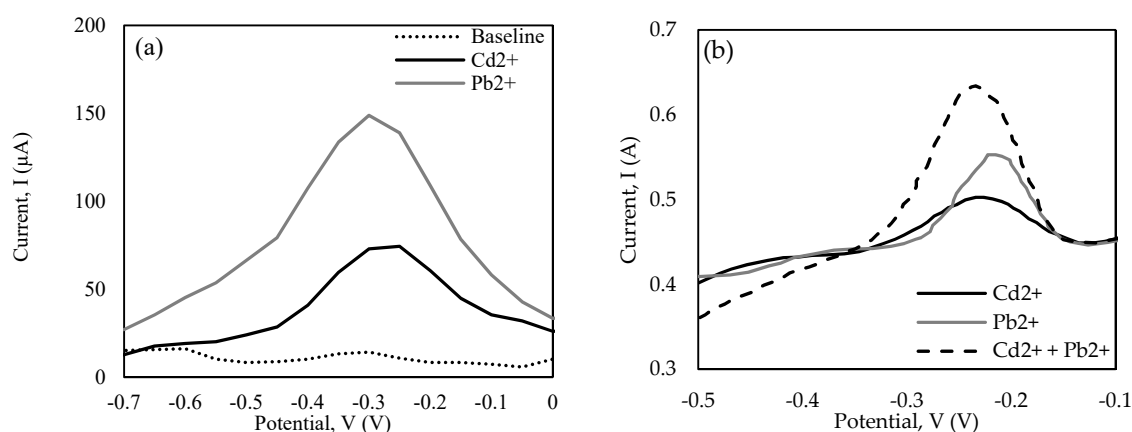 (a)
Baseline
Cd2+
Pb2+
Current, I (µA)
200
150
100
50
0
-0.7 -0.6 -0.5 -0.4 -0.3 -0.2 -0.1 0
Potential, V (V)
(b)
Current, I (A)
0.7
0.6
0.5
0.4
0.3
Cd2+
Pb2+
Cd2+ + Pb2+
-0.5 -0.4 -0.3 -0.2 -0.1
Potential, V (V)